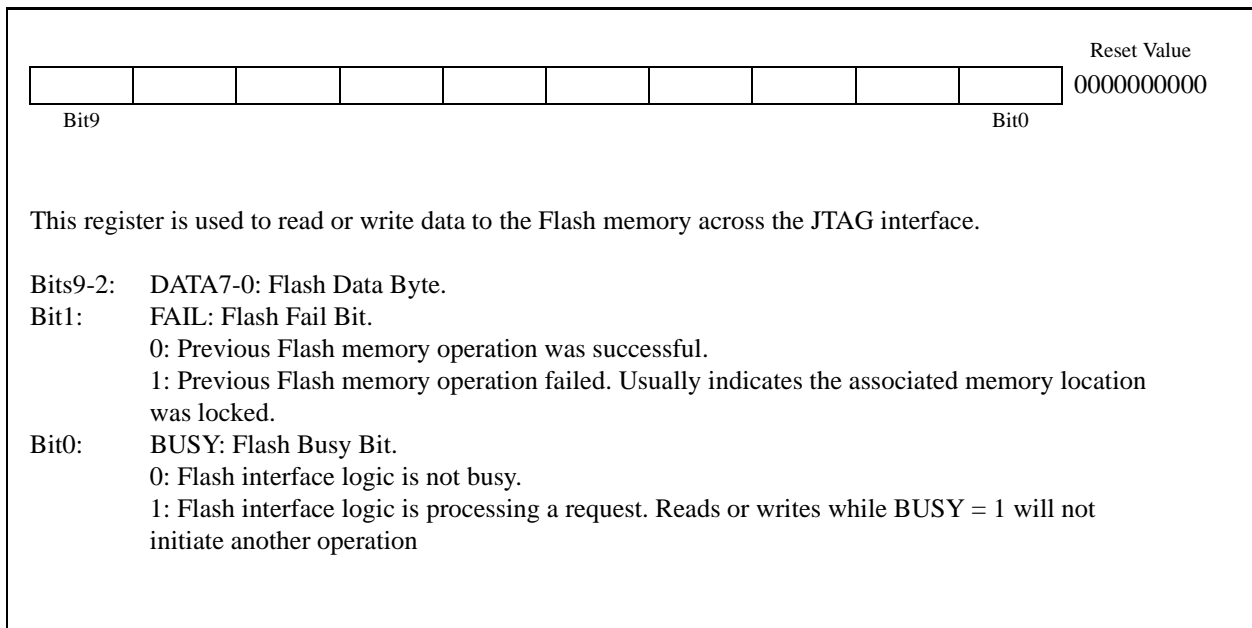 Reset Value
0000000000
Bit9
Bit0
This register is used to read or write data to the Flash memory across the JTAG interface.
Bits9-2: DATA7-0: Flash Data Byte.
Bit1: FAIL: Flash Fail Bit.
0: Previous Flash memory operation was successful.
1: Previous Flash memory operation failed. Usually indicates the associated memory location
was locked.
Bit0: BUSY: Flash Busy Bit.
0: Flash interface logic is not busy.
1: Flash interface logic is processing a request. Reads or writes while BUSY = 1 will not
initiate another operation